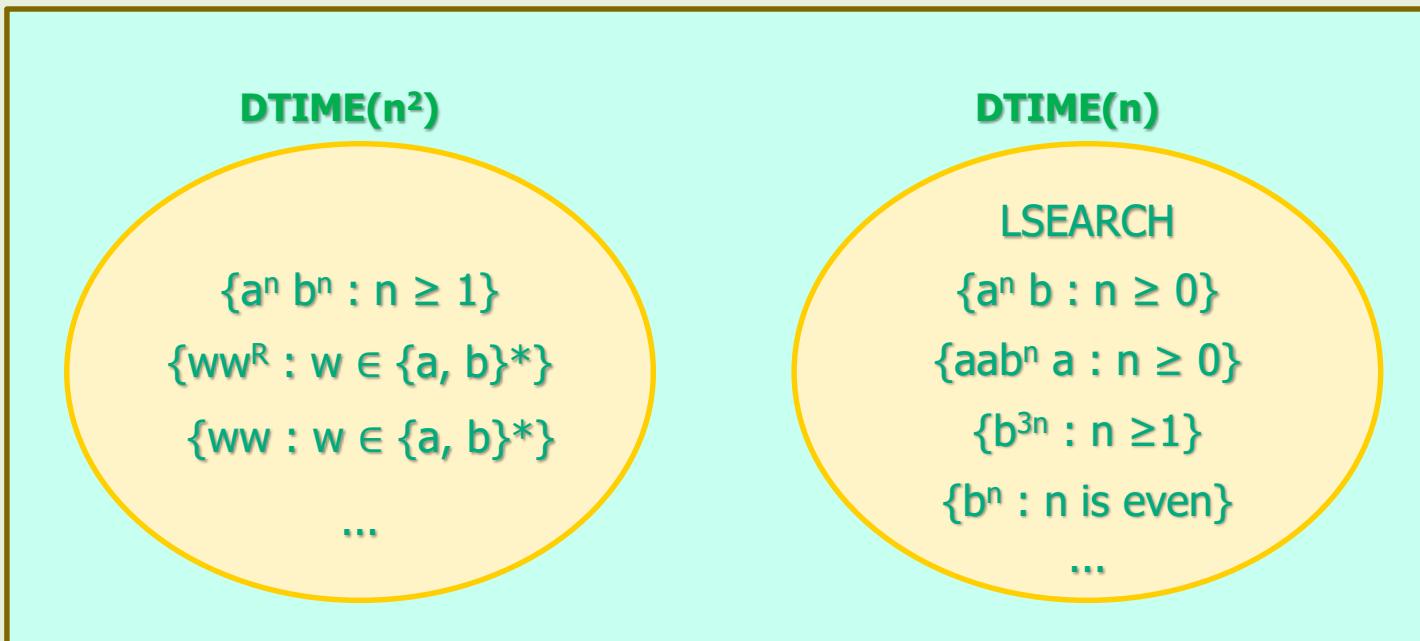 DTIME(n²)
{aⁿ bⁿ : n ≥ 1}
{wwᴿ : w ∈ {a, b}*}
{ww : w ∈ {a, b}*}
...
DTIME(n)
LSEARCH
{aⁿ b : n ≥ 0}
{aabⁿ a : n ≥ 0}
{b³ⁿ : n ≥1}
{bⁿ : n is even}
...